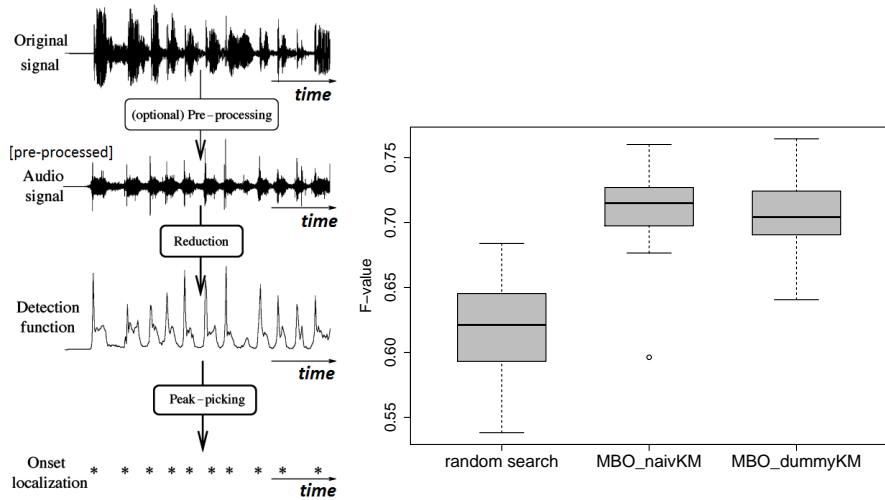 Original
signal
time
(optional) Pre-processing
[pre-processed]
Audio
signal
time
Reduction
Detection
function
time
Peak-picking
Onset
localization
* * * * * * * * * *
time
F-value
0.75
0.70
0.65
0.60
0.55
random search
MBO_naivKM
MBO_dummyKM